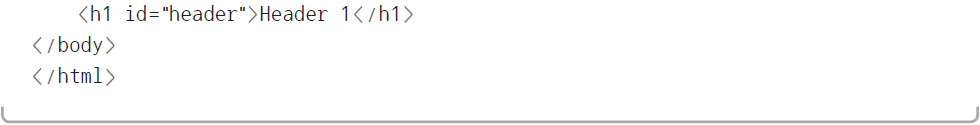 <h1 id="header">Header 1</h1>
</body>
</html>